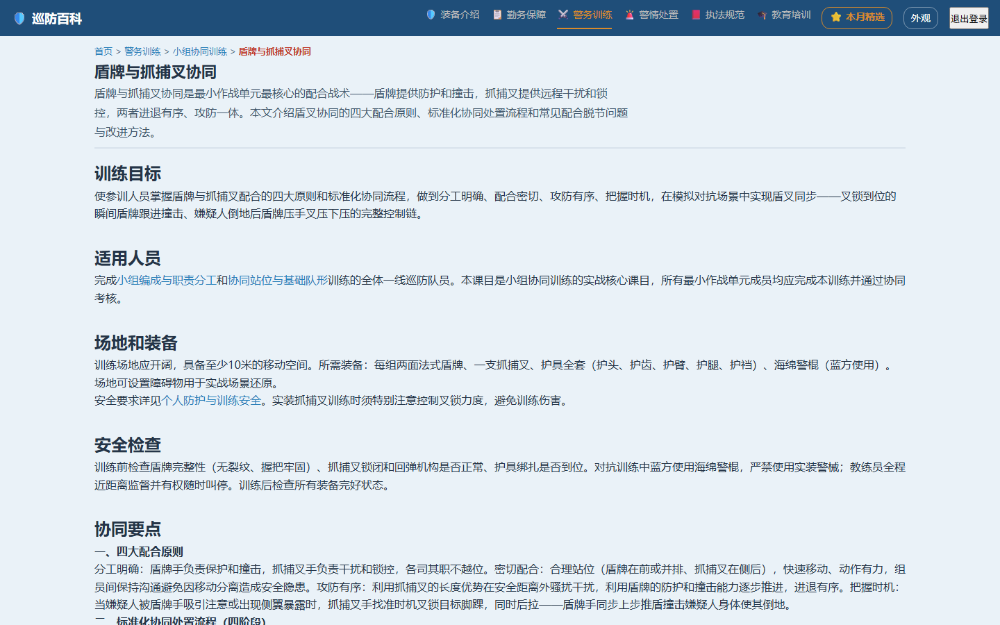 巡防百科
装备介绍 勤务保障 警务训练 警情处置 执法规范 教育培训 本月精选 外观 退出登录
首页 > 警务训练 > 小组协同训练 > 盾牌与抓捕叉协同
盾牌与抓捕叉协同
盾牌与抓捕叉协同是最小作战单元最核心的配合战术——盾牌提供防护和撞击，抓捕叉提供远程干扰和锁
控，两者进退有序、攻防一体。本文介绍盾叉协同的四大配合原则、标准化协同处置流程和常见配合脱节问题
与改进方法。
训练目标
使参训人员掌握盾牌与抓捕叉配合的四大原则和标准化协同流程，做到分工明确、配合密切、攻防有序、把握时机，在模拟对抗场景中实现盾叉同步——叉锁到位的
瞬间盾牌跟进撞击、嫌疑人倒地后盾牌压手叉压下压的完整控制链。
适用人员
完成小组编成与职责分工和协同站位与基础队形训练的全体一线巡防队员。本课目是小组协同训练的实战核心课目，所有最小作战单元成员均应完成本训练并通过协同
考核。
场地和装备
训练场地应开阔，具备至少10米的移动空间。所需装备：每组两面法式盾牌、一支抓捕叉、护具全套（护头、护齿、护臂、护腿、护裆）、海绵警棍（蓝方使用）。
场地可设置障碍物用于实战场景还原。
安全要求详见个人防护与训练安全。实装抓捕叉训练时须特别注意控制叉锁力度，避免训练伤害。
安全检查
训练前检查盾牌完整性（无裂纹、握把牢固）、抓捕叉锁闭和回弹机构是否正常、护具绑扎是否到位。对抗训练中蓝方使用海绵警棍，严禁使用实装警械；教练员全程
近距离监督并有权随时叫停。训练后检查所有装备完好状态。
协同要点
一、四大配合原则
分工明确：盾牌手负责保护和撞击，抓捕叉手负责干扰和锁控，各司其职不越位。密切配合：合理站位（盾牌在前或并排、抓捕叉在侧后），快速移动、动作有力，组
员间保持沟通避免因移动分离造成安全隐患。攻防有序：利用抓捕叉的长度优势在安全距离外骚扰干扰，利用盾牌的防护和撞击能力逐步推进，进退有序。把握时机：
当嫌疑人被盾牌手吸引注意或出现侧翼暴露时，抓捕叉手找准时机叉锁目标脚踝，同时后拉——盾牌手同步上步推盾撞击嫌疑人身体使其倒地。
二、标准化协同处置流程（四阶段）